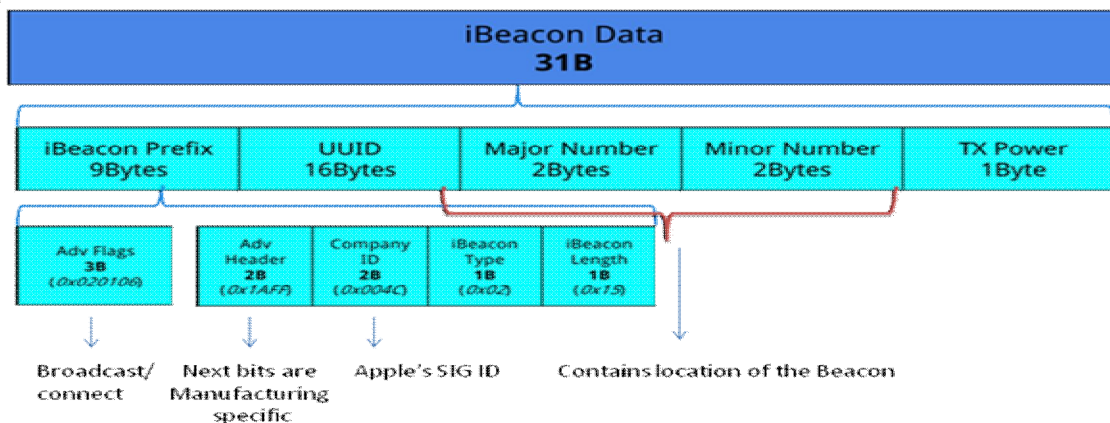 iBeacon Data
31B
iBeacon Prefix
9Bytes
UUID
16Bytes
Major Number
2Bytes
Minor Number
2Bytes
TX Power
1Byte
Adv Flags
3B
(0x020106)
Adv
Header
2B
(0x1AFF)
Company
ID
2B
(0x004C)
iBeacon
Type
1B
(0x02)
iBeacon
Length
1B
(0x15)
Broadcast/
connect
Next bits are
Manufacturing
specific
Apple's SIG ID
Contains location of the Beacon